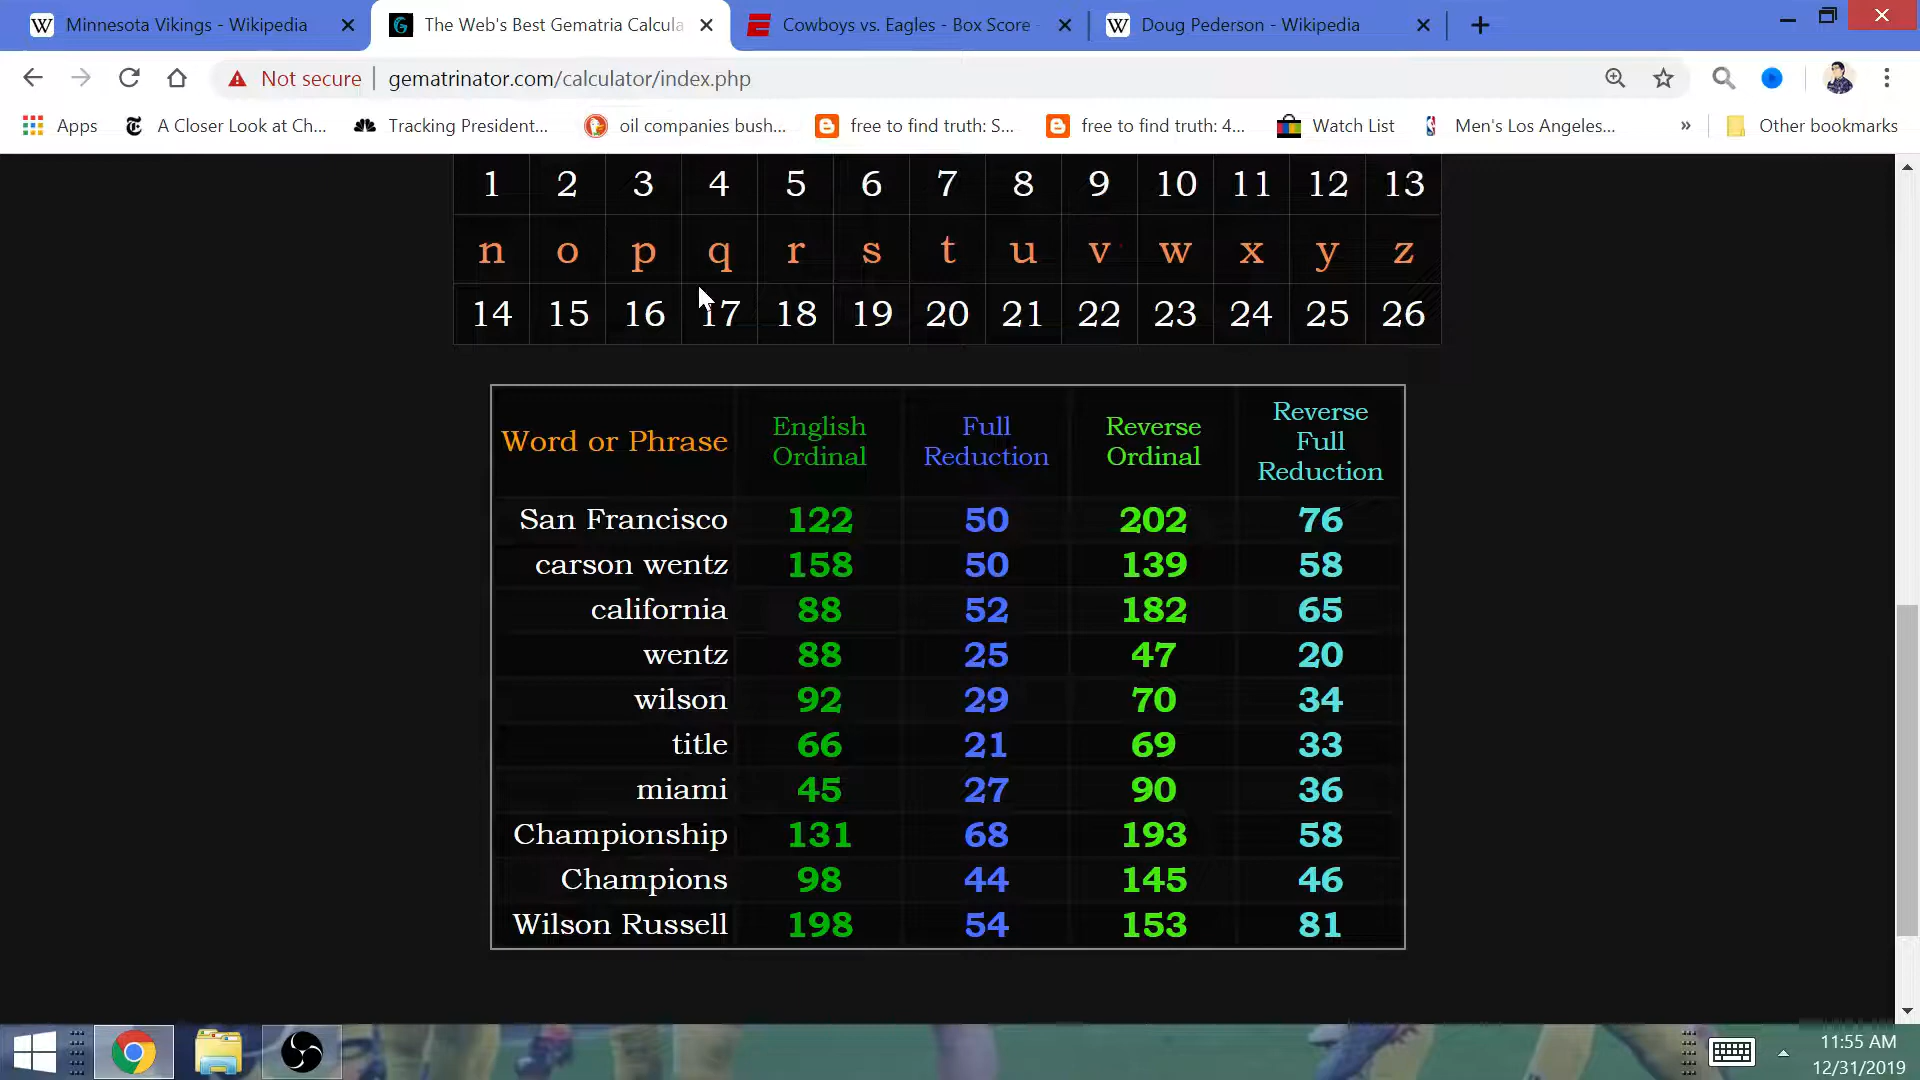 Minnesota Vikings - Wikipedia
The Web's Best Gematria Calcula
Cowboys vs. Eagles - Box Score -
Doug Pederson - Wikipedia
Not secure
gematrinator.com/calculator/index.php
Apps
A Closer Look at Ch...
Tracking President...
oil companies bush...
free to find truth: S...
free to find truth: 4...
Watch List
Men's Los Angeles...
»
Other bookmarks
1 2 3 4 5 6 7 8 9 10 11 12 13
n o p q r s t u v w x y z
14 15 16 17 18 19 20 21 22 23 24 25 26
Word or Phrase
English Ordinal
Full Reduction
Reverse Ordinal
Reverse Full Reduction
San Francisco 122 50 202 76
carson wentz 158 50 139 58
california 88 52 182 65
wentz 88 25 47 20
wilson 92 29 70 34
title 66 21 69 33
miami 45 27 90 36
Championship 131 68 193 58
Champions 98 44 145 46
Wilson Russell 198 54 153 81
11:55 AM
12/31/2019